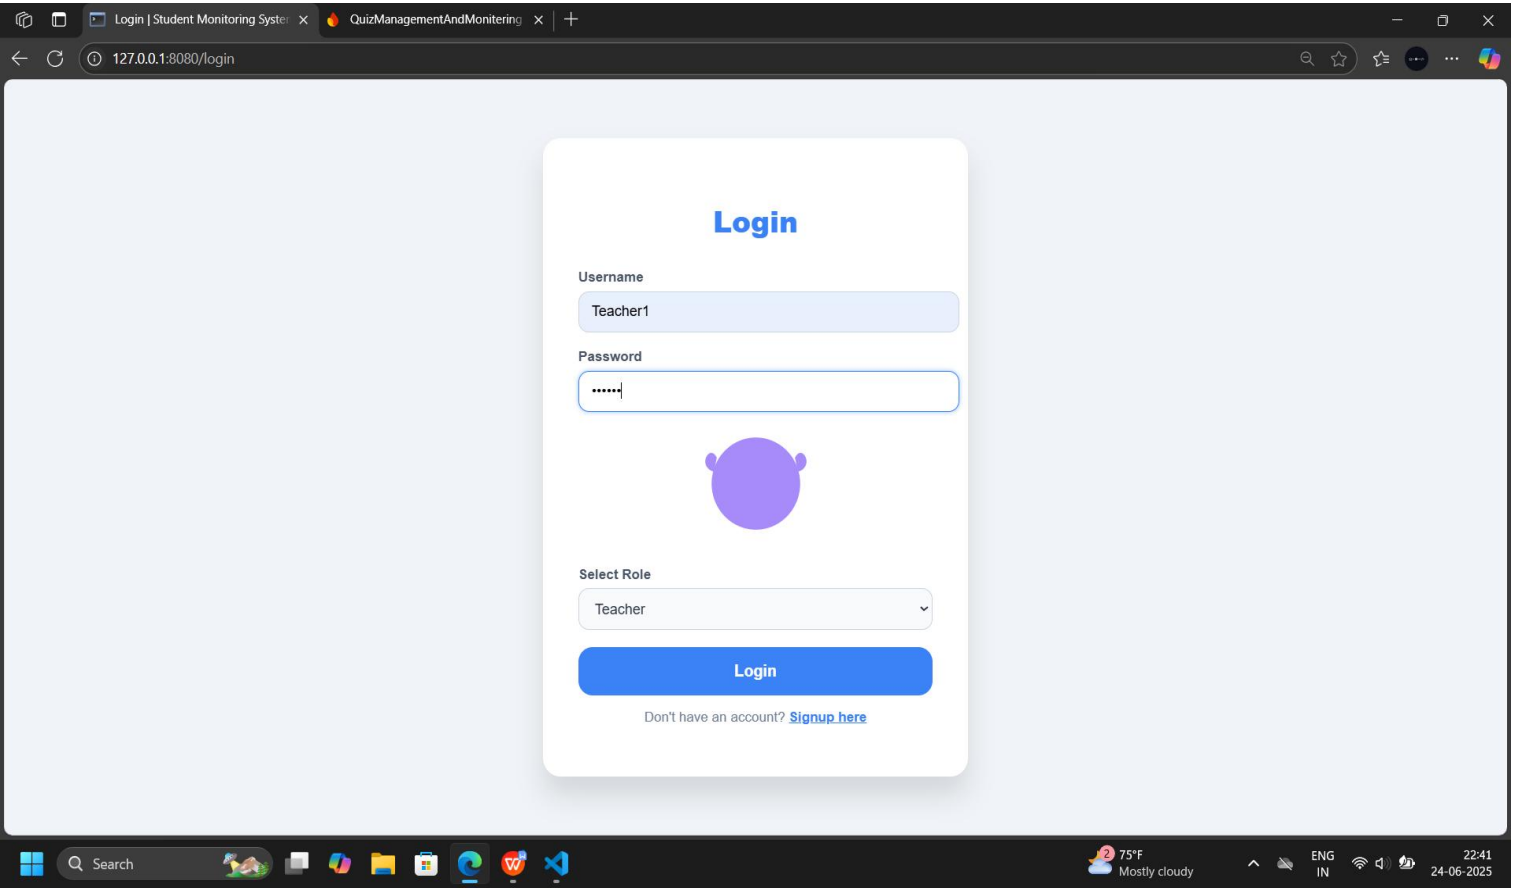 Login | Student Monitoring Syster
QuizManagementAndMonitering
127.0.0.1:8080/login
Login
Username
Teacher1
Password
••••••
Select Role
Teacher
Login
Don't have an account? Signup here
Search
2
75°F
Mostly cloudy
ENG
IN
22:41
24-06-2025